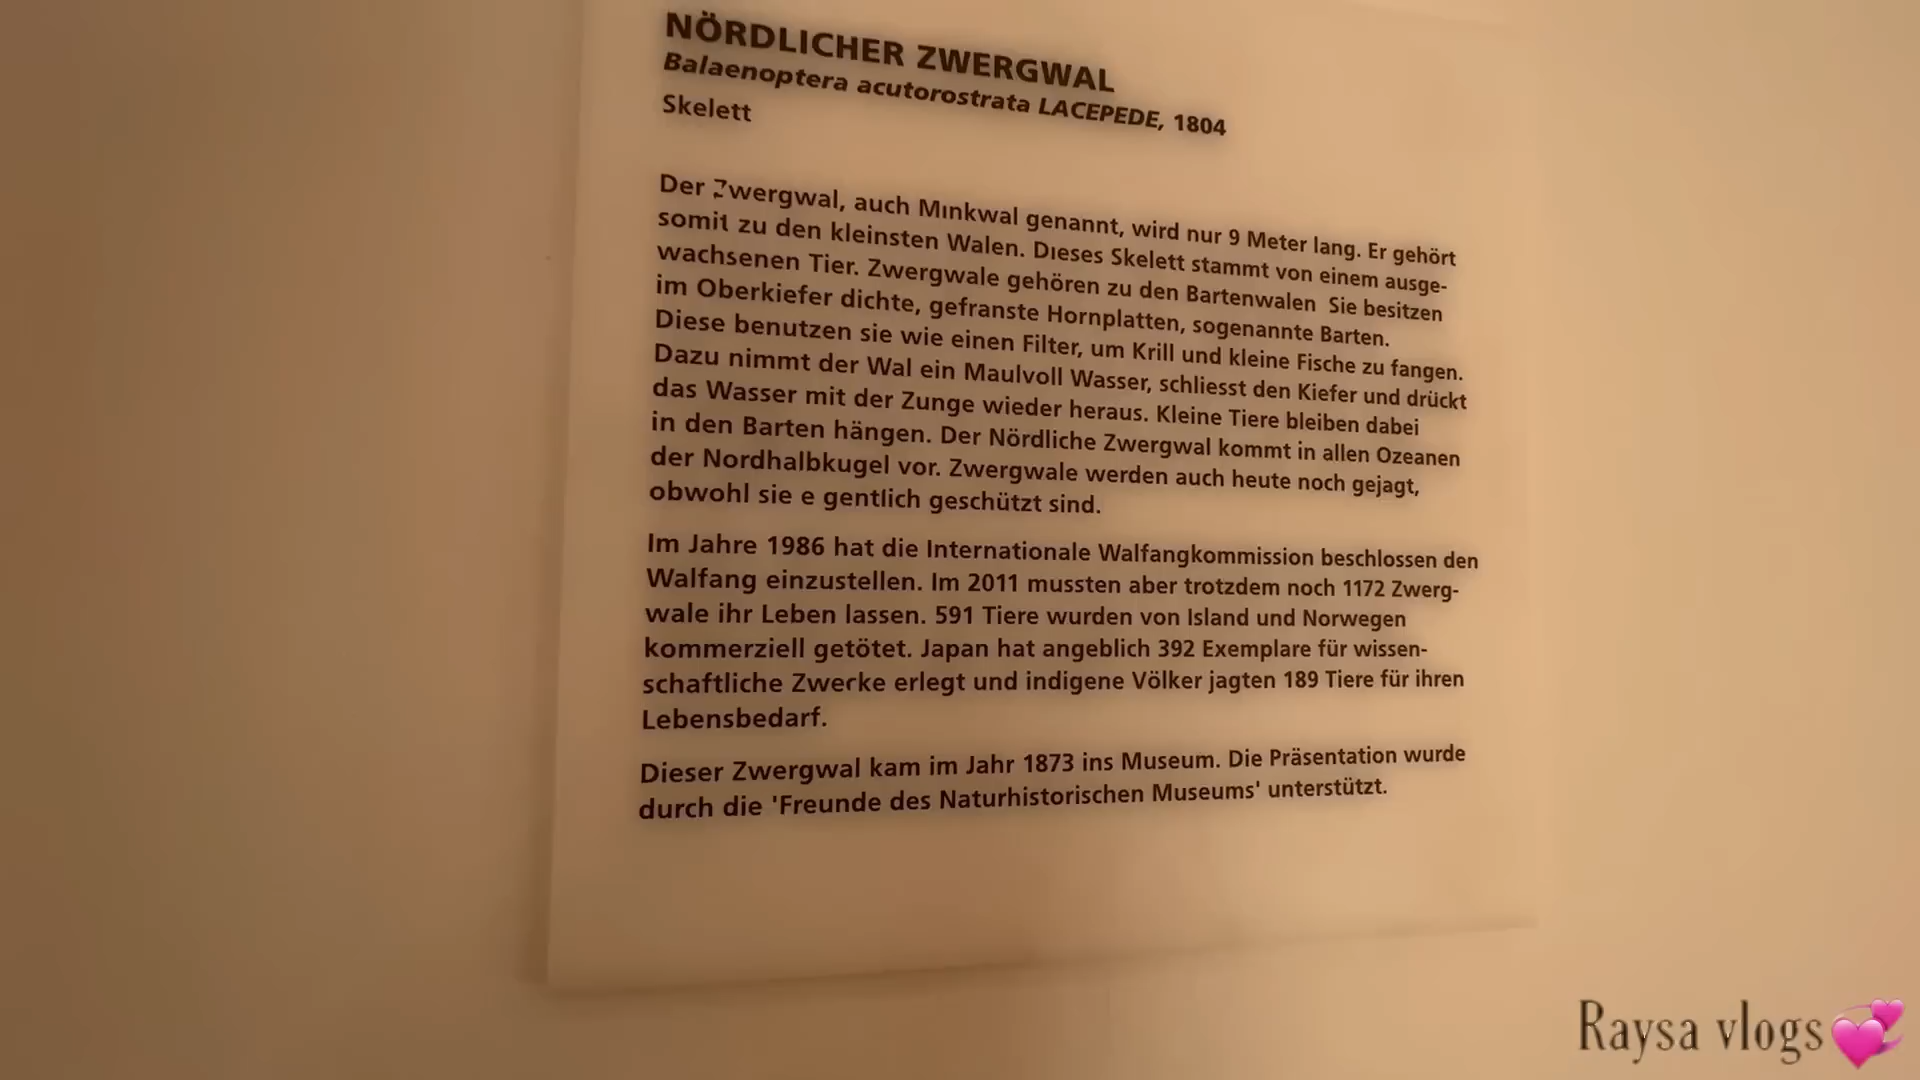 NÖRDLICHER ZWERGWAL
Balaenoptera acutorostrata LACEPEDE, 1804
Skelett
Der Zwergwal, auch Minkwal genannt, wird nur 9 Meter lang. Er gehört
somit zu den kleinsten Walen. Dieses Skelett stammt von einem ausge-
wachsenen Tier. Zwergwale gehören zu den Bartenwalen Sie besitzen
im Oberkiefer dichte, gefranste Hornplatten, sogenannte Barten.
Diese benutzen sie wie einen Filter, um Krill und kleine Fische zu fangen.
Dazu nimmt der Wal ein Maulvoll Wasser, schliesst den Kiefer und drückt
das Wasser mit der Zunge wieder heraus. Kleine Tiere bleiben dabei
in den Barten hängen. Der Nördliche Zwergwal kommt in allen Ozeanen
der Nordhalbkugel vor. Zwergwale werden auch heute noch gejagt,
obwohl sie e gentlich geschützt sind.
Im Jahre 1986 hat die Internationale Walfangkommission beschlossen den
Walfang einzustellen. Im 2011 mussten aber trotzdem noch 1172 Zwerg-
wale ihr Leben lassen. 591 Tiere wurden von Island und Norwegen
kommerziell getötet. Japan hat angeblich 392 Exemplare für wissen-
schaftliche Zwecke erlegt und indigene Völker jagten 189 Tiere für ihren
Lebensbedarf.
Dieser Zwergwal kam im Jahr 1873 ins Museum. Die Präsentation wurde
durch die 'Freunde des Naturhistorischen Museums' unterstützt.
Raysa vlogs